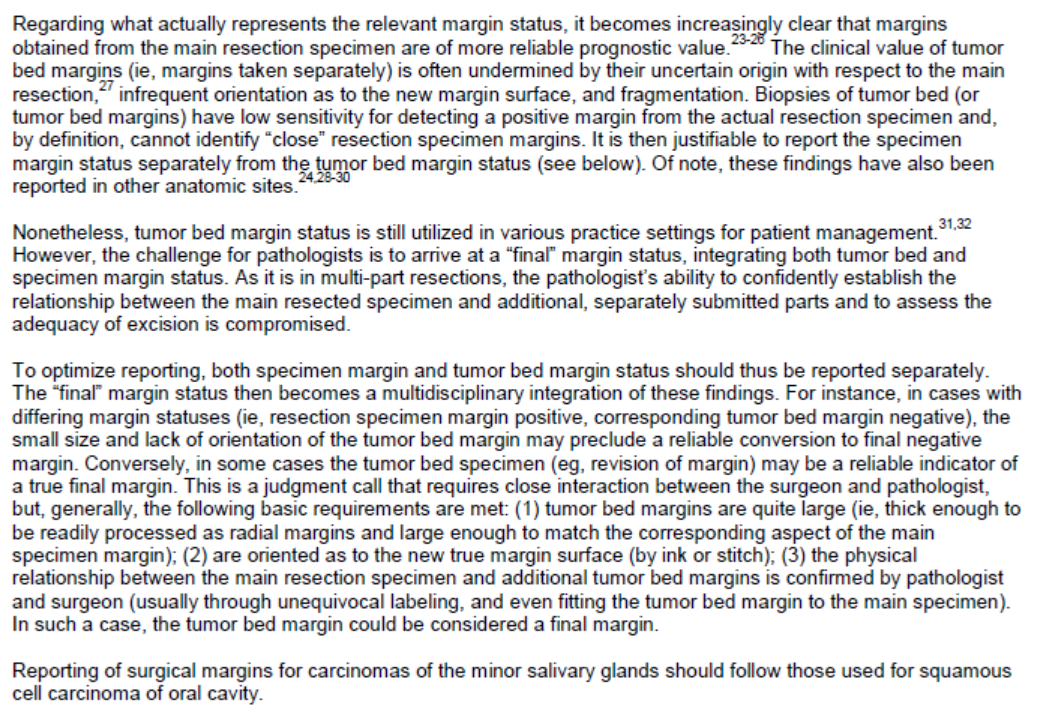 Regarding what actually represents the relevant margin status, it becomes increasingly clear that margins
obtained from the main resection specimen are of more reliable prognostic value.23-26 The clinical value of tumor
bed margins (ie, margins taken separately) is often undermined by their uncertain origin with respect to the main
resection,27 infrequent orientation as to the new margin surface, and fragmentation. Biopsies of tumor bed (or
tumor bed margins) have low sensitivity for detecting a positive margin from the actual resection specimen and,
by definition, cannot identify “close” resection specimen margins. It is then justifiable to report the specimen
margin status separately from the tumor bed margin status (see below). Of note, these findings have also been
reported in other anatomic sites.24,28-30
Nonetheless, tumor bed margin status is still utilized in various practice settings for patient management.31,32
However, the challenge for pathologists is to arrive at a “final” margin status, integrating both tumor bed and
specimen margin status. As it is in multi-part resections, the pathologist’s ability to confidently establish the
relationship between the main resected specimen and additional, separately submitted parts and to assess the
adequacy of excision is compromised.
To optimize reporting, both specimen margin and tumor bed margin status should thus be reported separately.
The “final” margin status then becomes a multidisciplinary integration of these findings. For instance, in cases with
differing margin statuses (ie, resection specimen margin positive, corresponding tumor bed margin negative), the
small size and lack of orientation of the tumor bed margin may preclude a reliable conversion to final negative
margin. Conversely, in some cases the tumor bed specimen (eg, revision of margin) may be a reliable indicator of
a true final margin. This is a judgment call that requires close interaction between the surgeon and pathologist,
but, generally, the following basic requirements are met: (1) tumor bed margins are quite large (ie, thick enough to
be readily processed as radial margins and large enough to match the corresponding aspect of the main
specimen margin); (2) are oriented as to the new true margin surface (by ink or stitch); (3) the physical
relationship between the main resection specimen and additional tumor bed margins is confirmed by pathologist
and surgeon (usually through unequivocal labeling, and even fitting the tumor bed margin to the main specimen).
In such a case, the tumor bed margin could be considered a final margin.
Reporting of surgical margins for carcinomas of the minor salivary glands should follow those used for squamous
cell carcinoma of oral cavity.